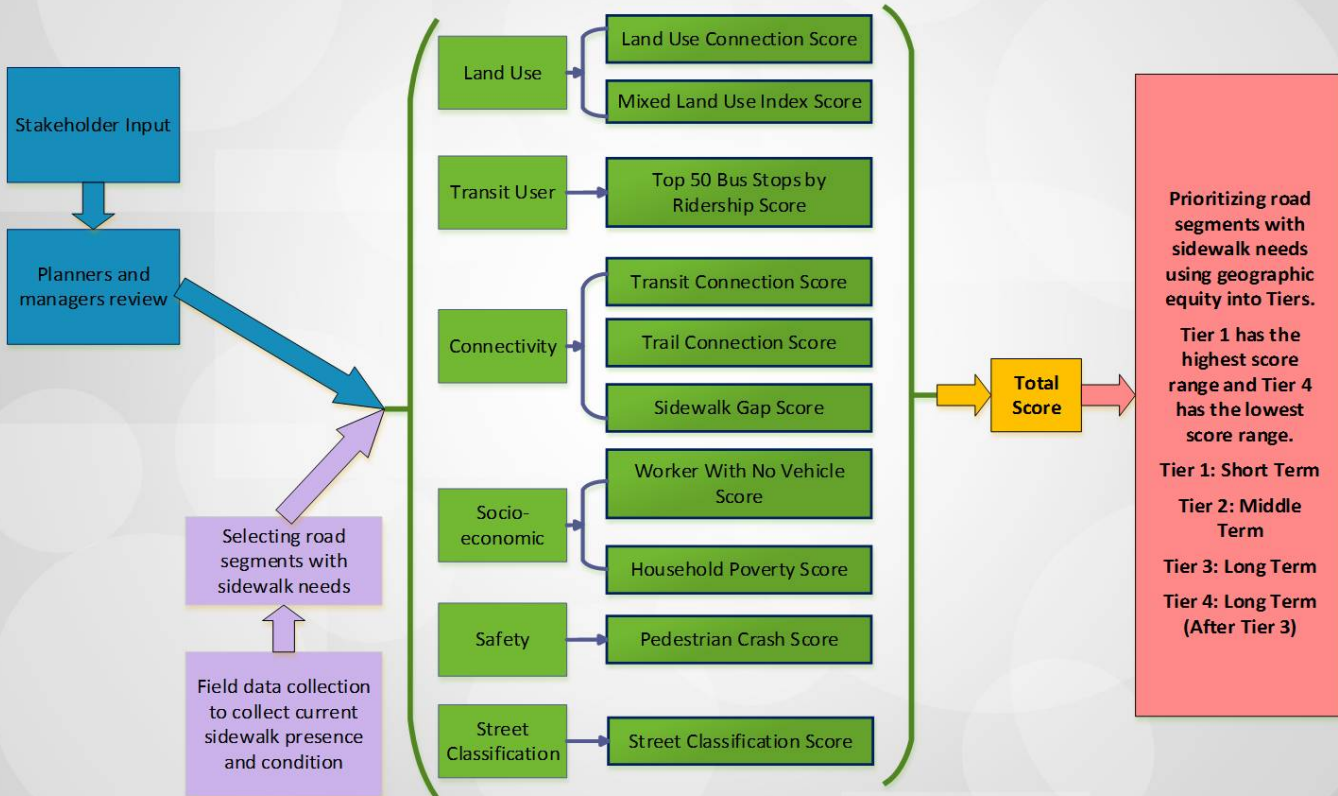 Stakeholder Input
Planners and
managers review
Selecting road
segments with
sidewalk needs
Field data collection
to collect current
sidewalk presence
and condition
Land Use
Land Use Connection Score
Mixed Land Use Index Score
Transit User
Top 50 Bus Stops by
Ridership Score
Connectivity
Transit Connection Score
Trail Connection Score
Sidewalk Gap Score
Socio-
economic
Worker With No Vehicle
Score
Household Poverty Score
Safety
Pedestrian Crash Score
Street
Classification
Street Classification Score
Total
Score
Prioritizing road
segments with
sidewalk needs
using geographic
equity into Tiers.
Tier 1 has the
highest score
range and Tier 4
has the lowest
score range.
Tier 1: Short Term
Tier 2: Middle
Term
Tier 3: Long Term
Tier 4: Long Term
(After Tier 3)